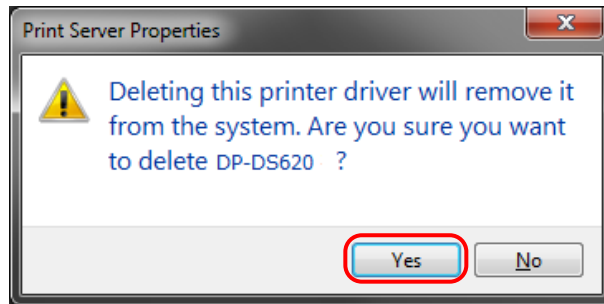 Print Server Properties
Deleting this printer driver will remove it
from the system. Are you sure you want
to delete DP-DS620 ?
Yes
No